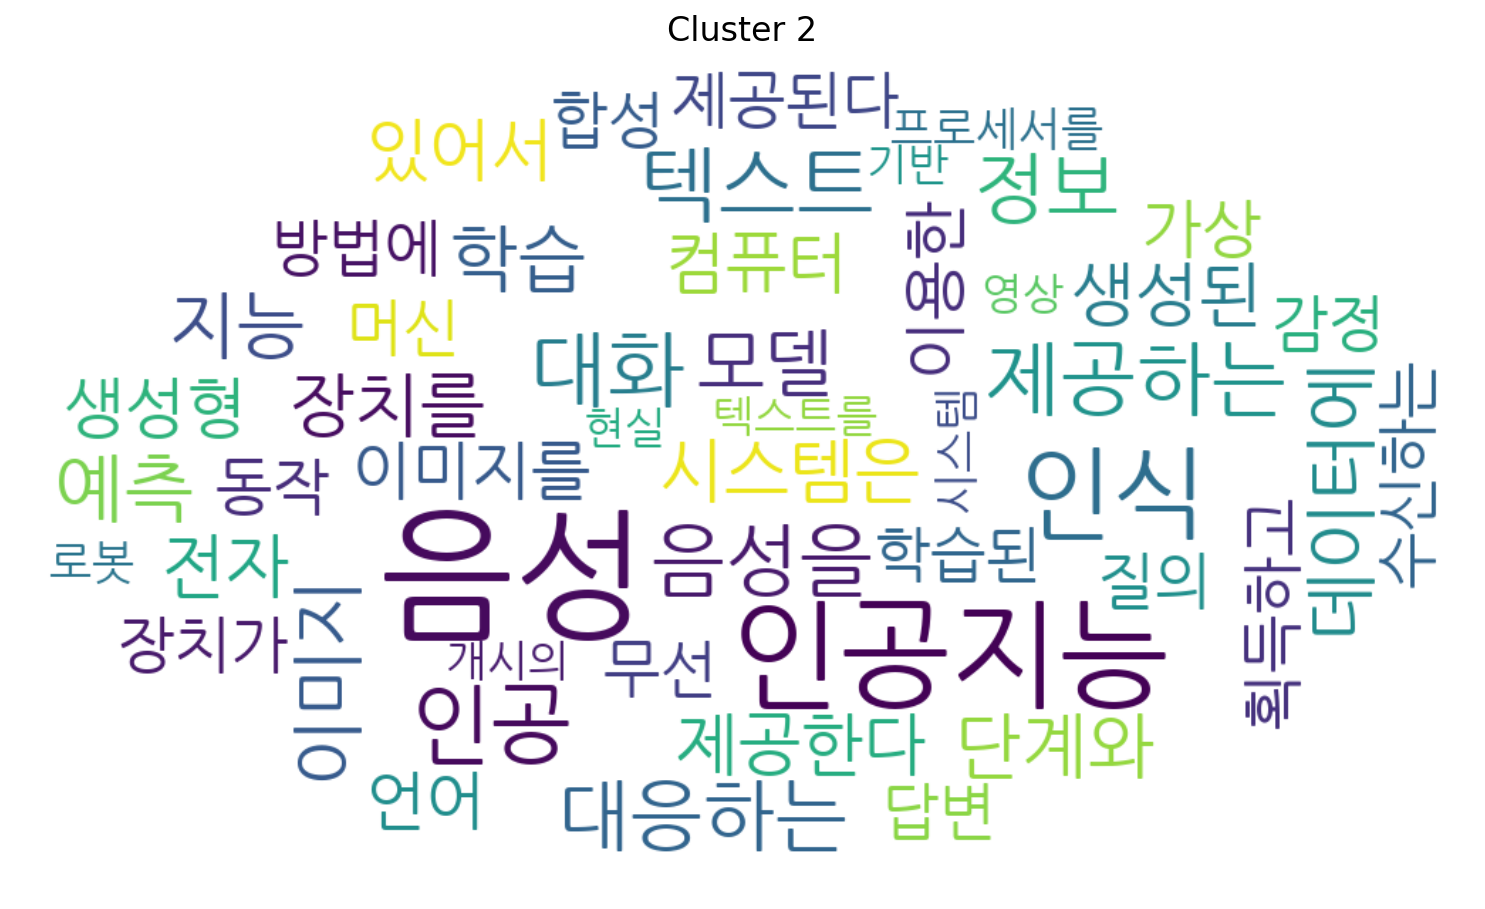 Cluster 2
제공된다
합성
프로세서를
있어서
텍스트
기반
정보
가상
이용한
방법에
학습
컴퓨터
영상
생성된
감정
지능
머신
대화
모델
제공하는
데이터에
수신하는
생성형
장치를
현실
텍스트를
시스템
예측
동작
이미지를
시스템은
인식
음성
음성을
학습된
질의
획득하고
로봇
전자
이미지
장치가
개시의
무선
인공지능
인공
제공한다
단계와
언어
대응하는
답변